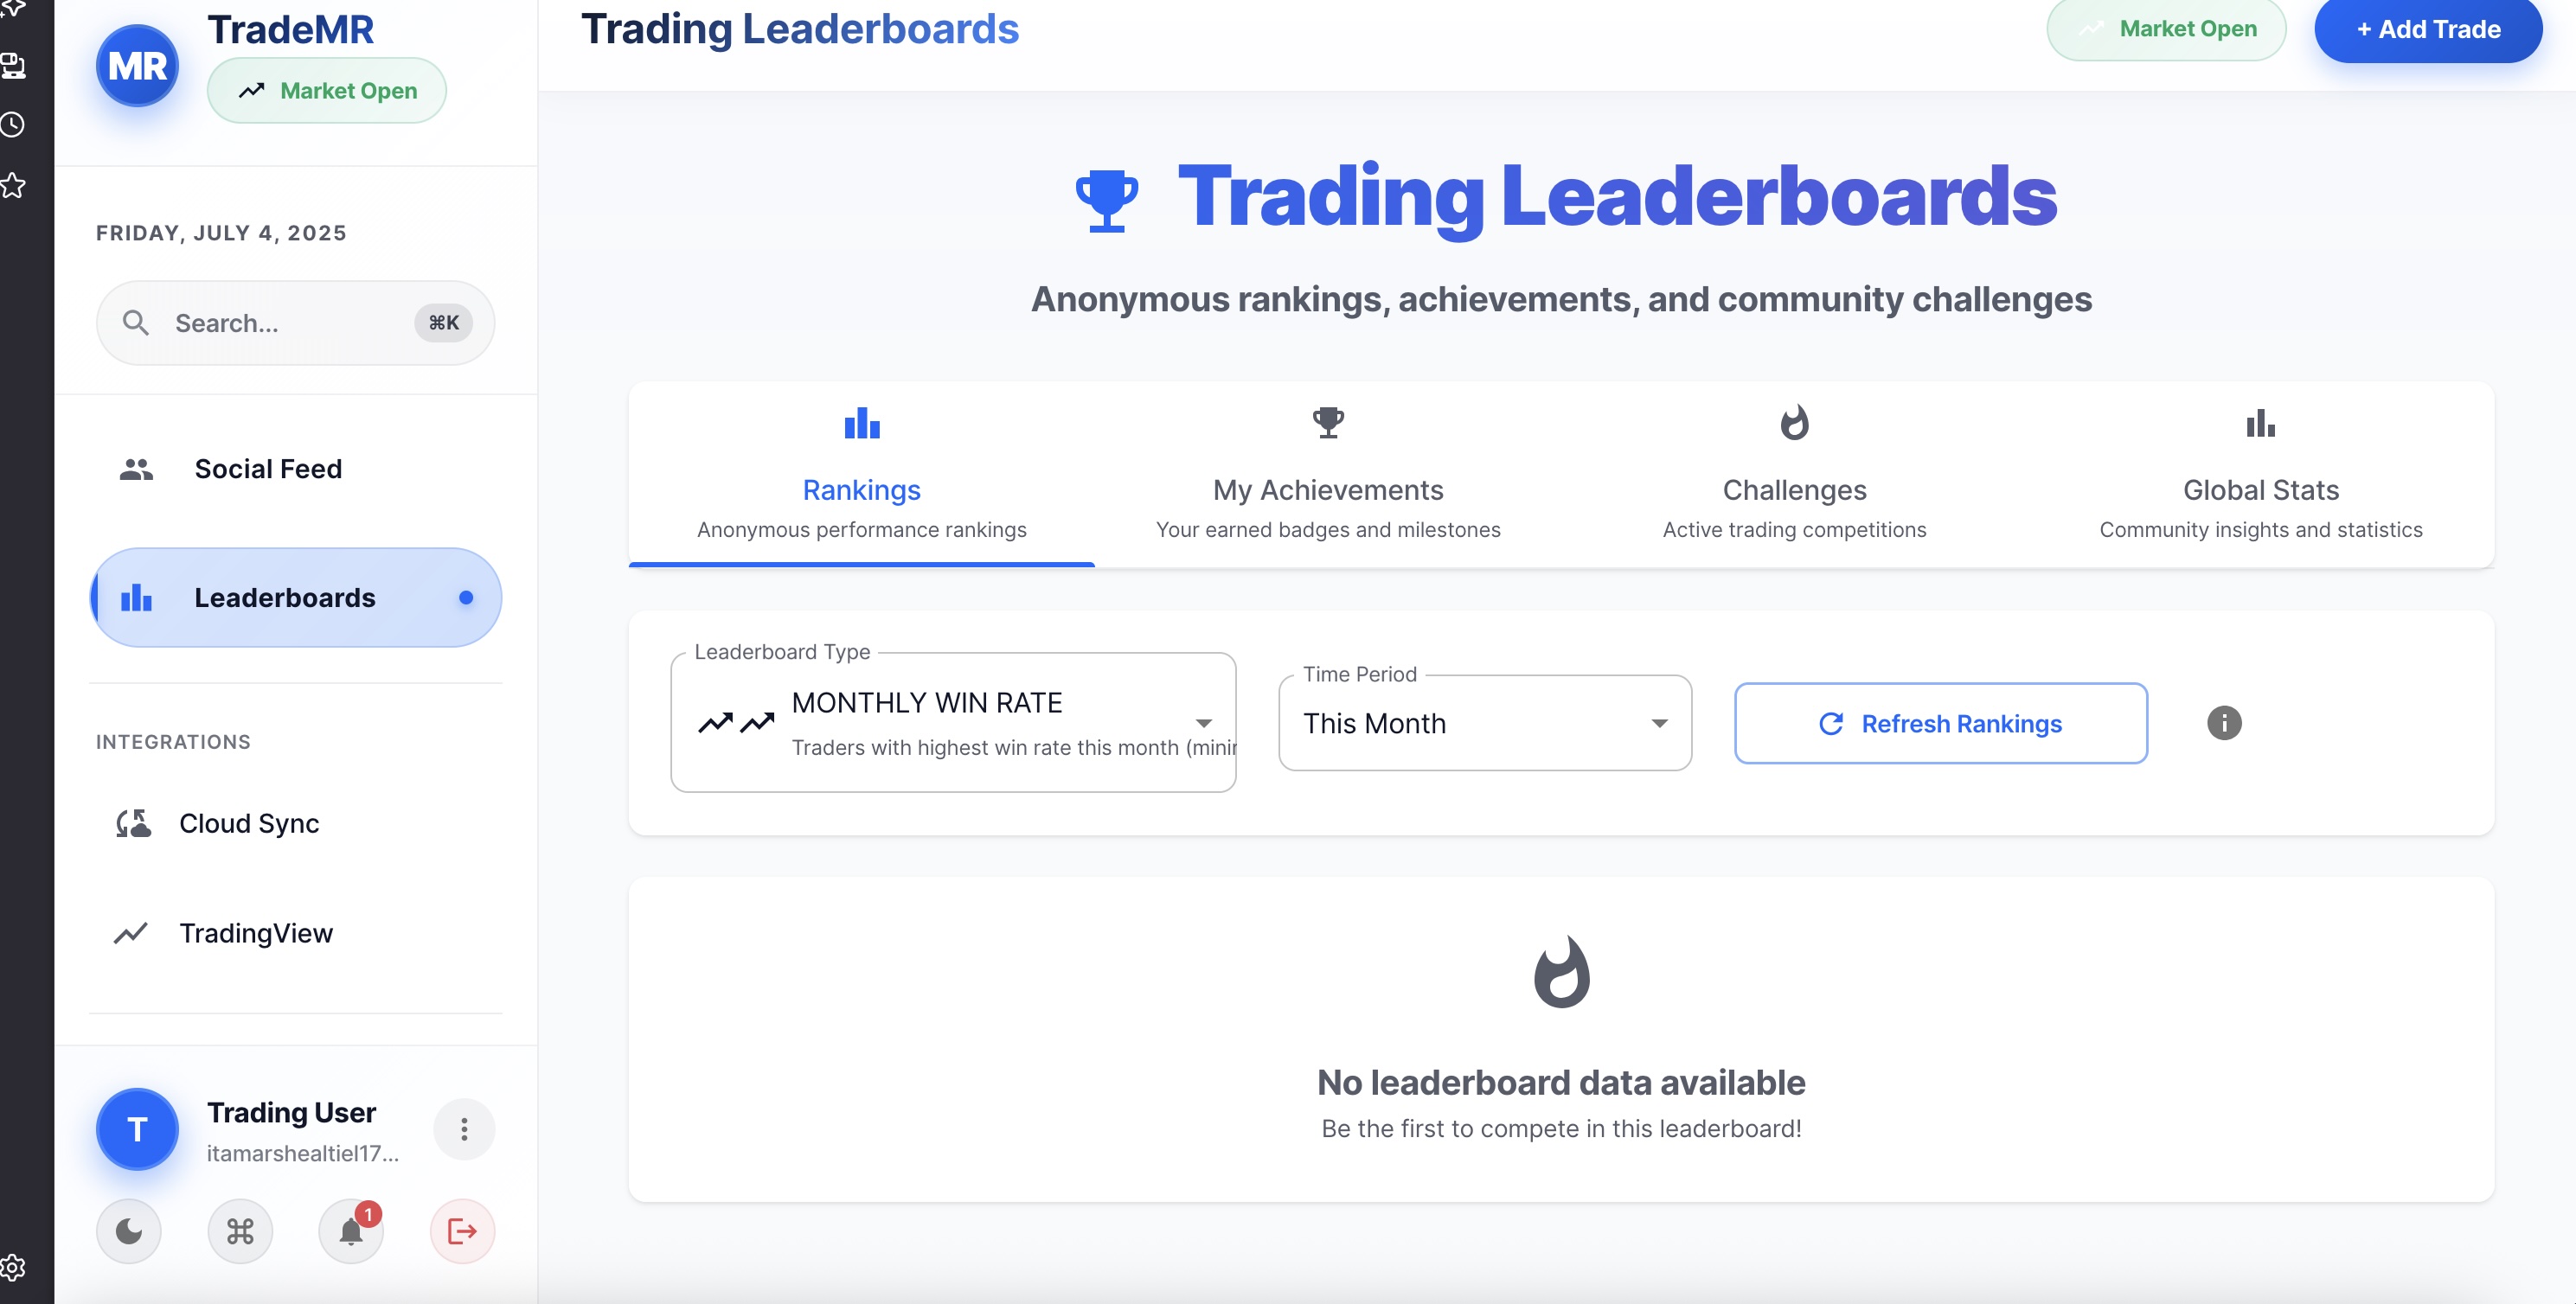 MR
TradeMR
Market Open
FRIDAY, JULY 4, 2025
Search...
⌘K
Social Feed
Leaderboards
INTEGRATIONS
Cloud Sync
TradingView
T
Trading User
itamarshealtiel17...
⌘
1
Trading Leaderboards
Market Open
+ Add Trade
Trading Leaderboards
Anonymous rankings, achievements, and community challenges
Rankings
Anonymous performance rankings
My Achievements
Your earned badges and milestones
Challenges
Active trading competitions
Global Stats
Community insights and statistics
Leaderboard Type
MONTHLY WIN RATE
Traders with highest win rate this month
Time Period
This Month
Refresh Rankings
No leaderboard data available
Be the first to compete in this leaderboard!